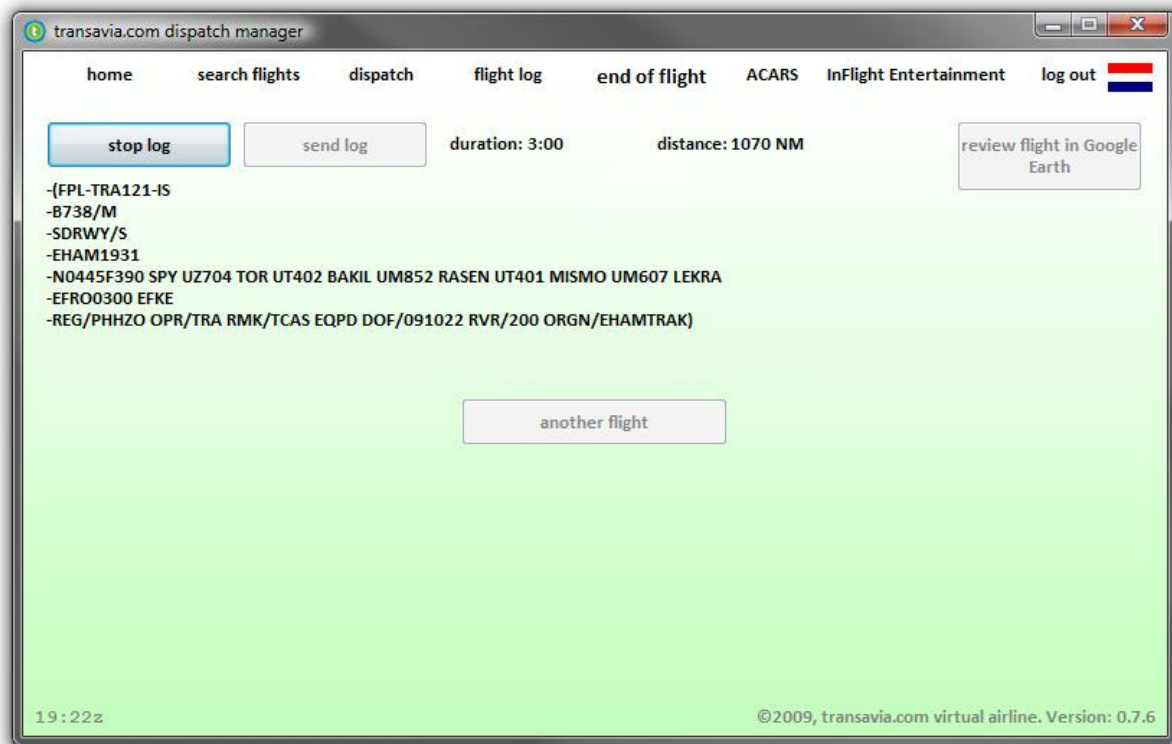 transavia.com dispatch manager
home search flights dispatch flight log end of flight ACARS InFlight Entertainment log out
stop log send log duration: 3:00 distance: 1070 NM review flight in Google
Earth
-(FPL-TRA121-IS
-B738/M
-SDRWY/S
-EHAM1931
-N0445F390 SPY UZ704 TOR UT402 BAKIL UM852 RASEN UT401 MISMO UM607 LEKRA
-EFRO0300 EFKE
-REG/PHHZO OPR/TRA RMK/TCAS EQPD DOF/091022 RVR/200 ORGN/EHAMTRAK)
another flight
19:22z ©2009, transavia.com virtual airline. Version: 0.7.6